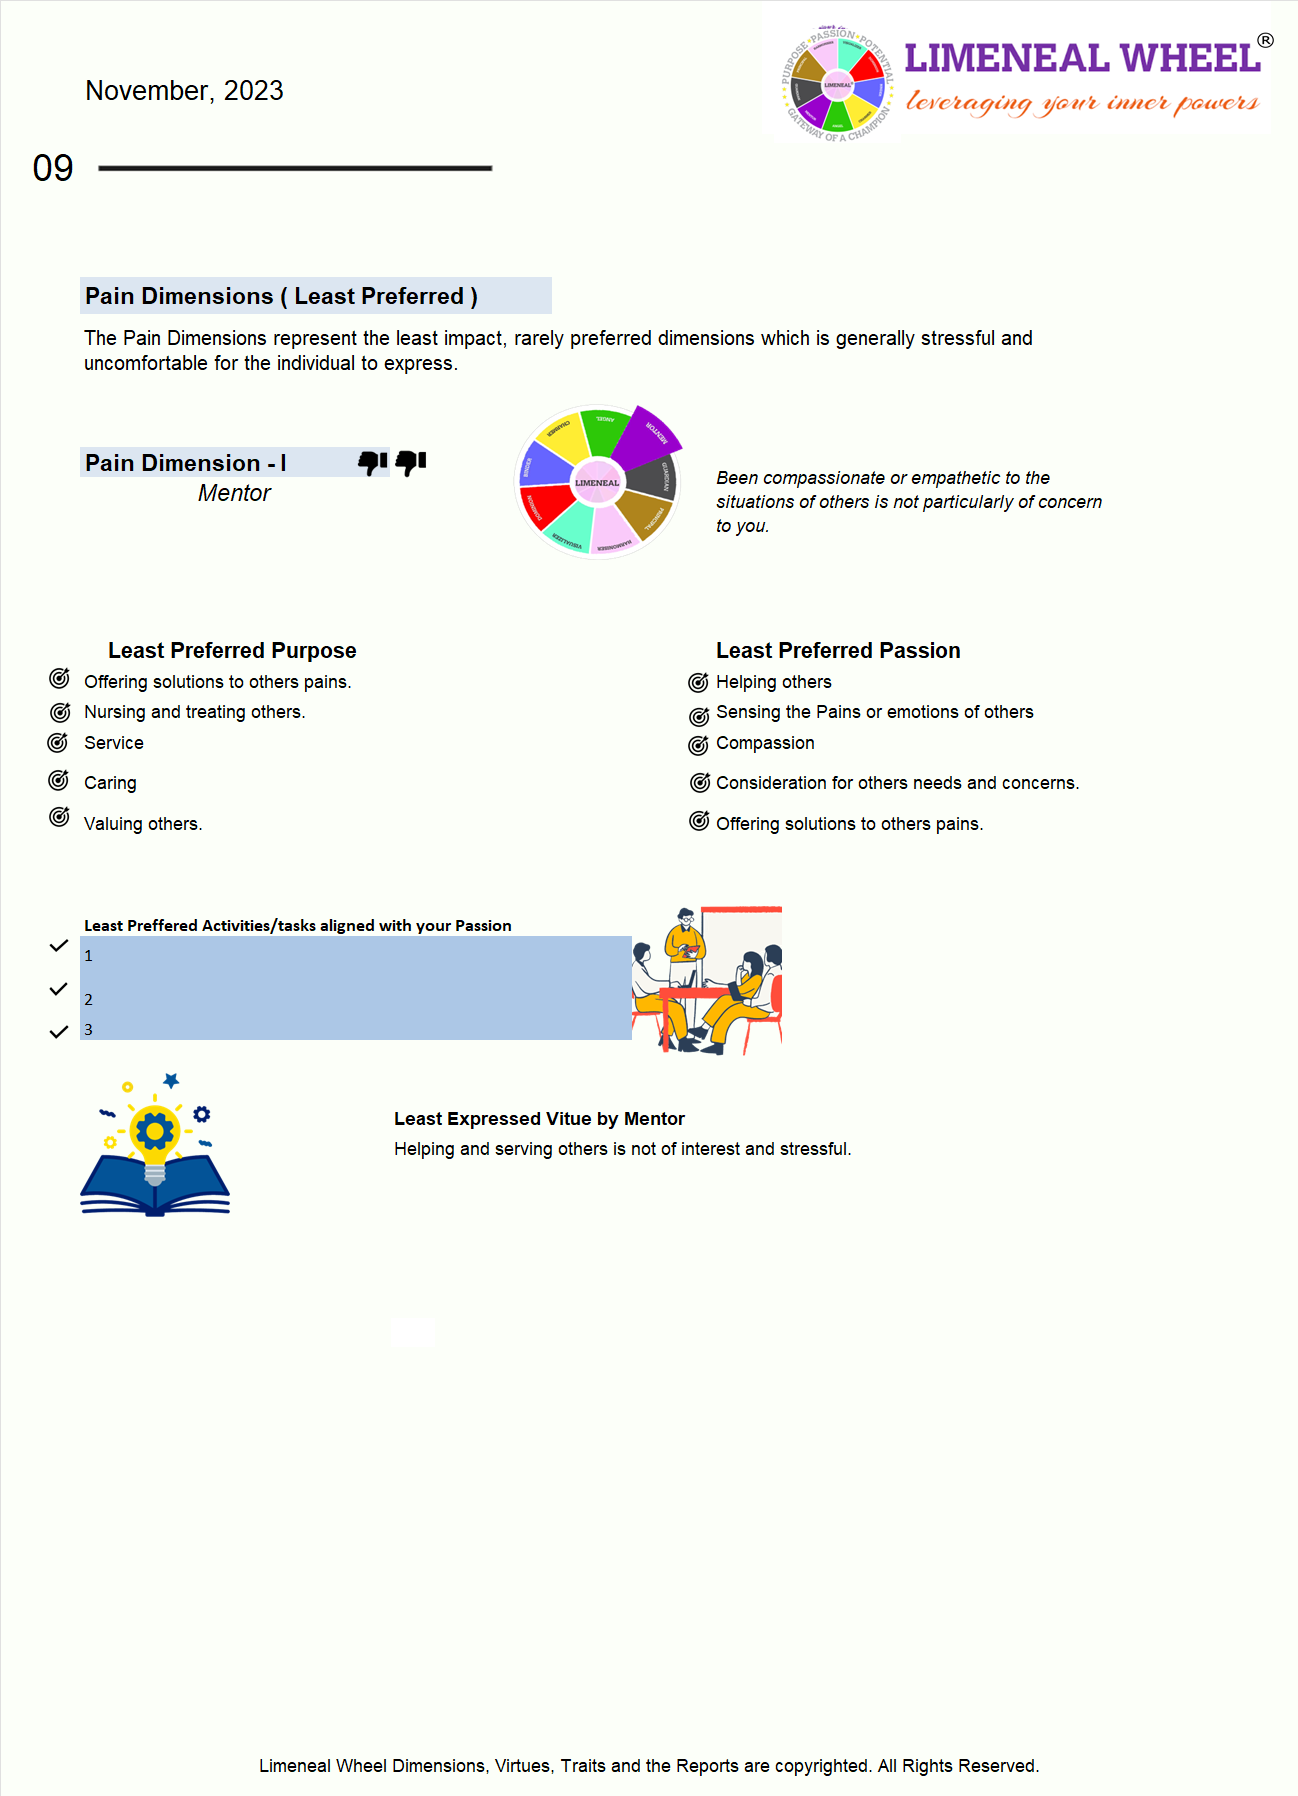 November, 2023
PURPOSE • PASSION • POTENTIAL
GATEWAY OF A CHAMPION
LIMENEAL
LIMENEAL WHEEL®
leveraging your inner powers
09
Pain Dimensions ( Least Preferred )
The Pain Dimensions represent the least impact, rarely preferred dimensions which is generally stressful and
uncomfortable for the individual to express.
Pain Dimension - I
Mentor
ANGEL
MENTOR
GUARDIAN
PRINCIPAL
HARMONISER
VISUALIZER
DOMINION
CHARMER
LIMENEAL
Been compassionate or empathetic to the
situations of others is not particularly of concern
to you.
Least Preferred Purpose
Offering solutions to others pains.
Nursing and treating others.
Service
Caring
Valuing others.
Least Preferred Passion
Helping others
Sensing the Pains or emotions of others
Compassion
Consideration for others needs and concerns.
Offering solutions to others pains.
Least Preffered Activities/tasks aligned with your Passion
1
2
3
Least Expressed Vitue by Mentor
Helping and serving others is not of interest and stressful.
Limeneal Wheel Dimensions, Virtues, Traits and the Reports are copyrighted. All Rights Reserved.